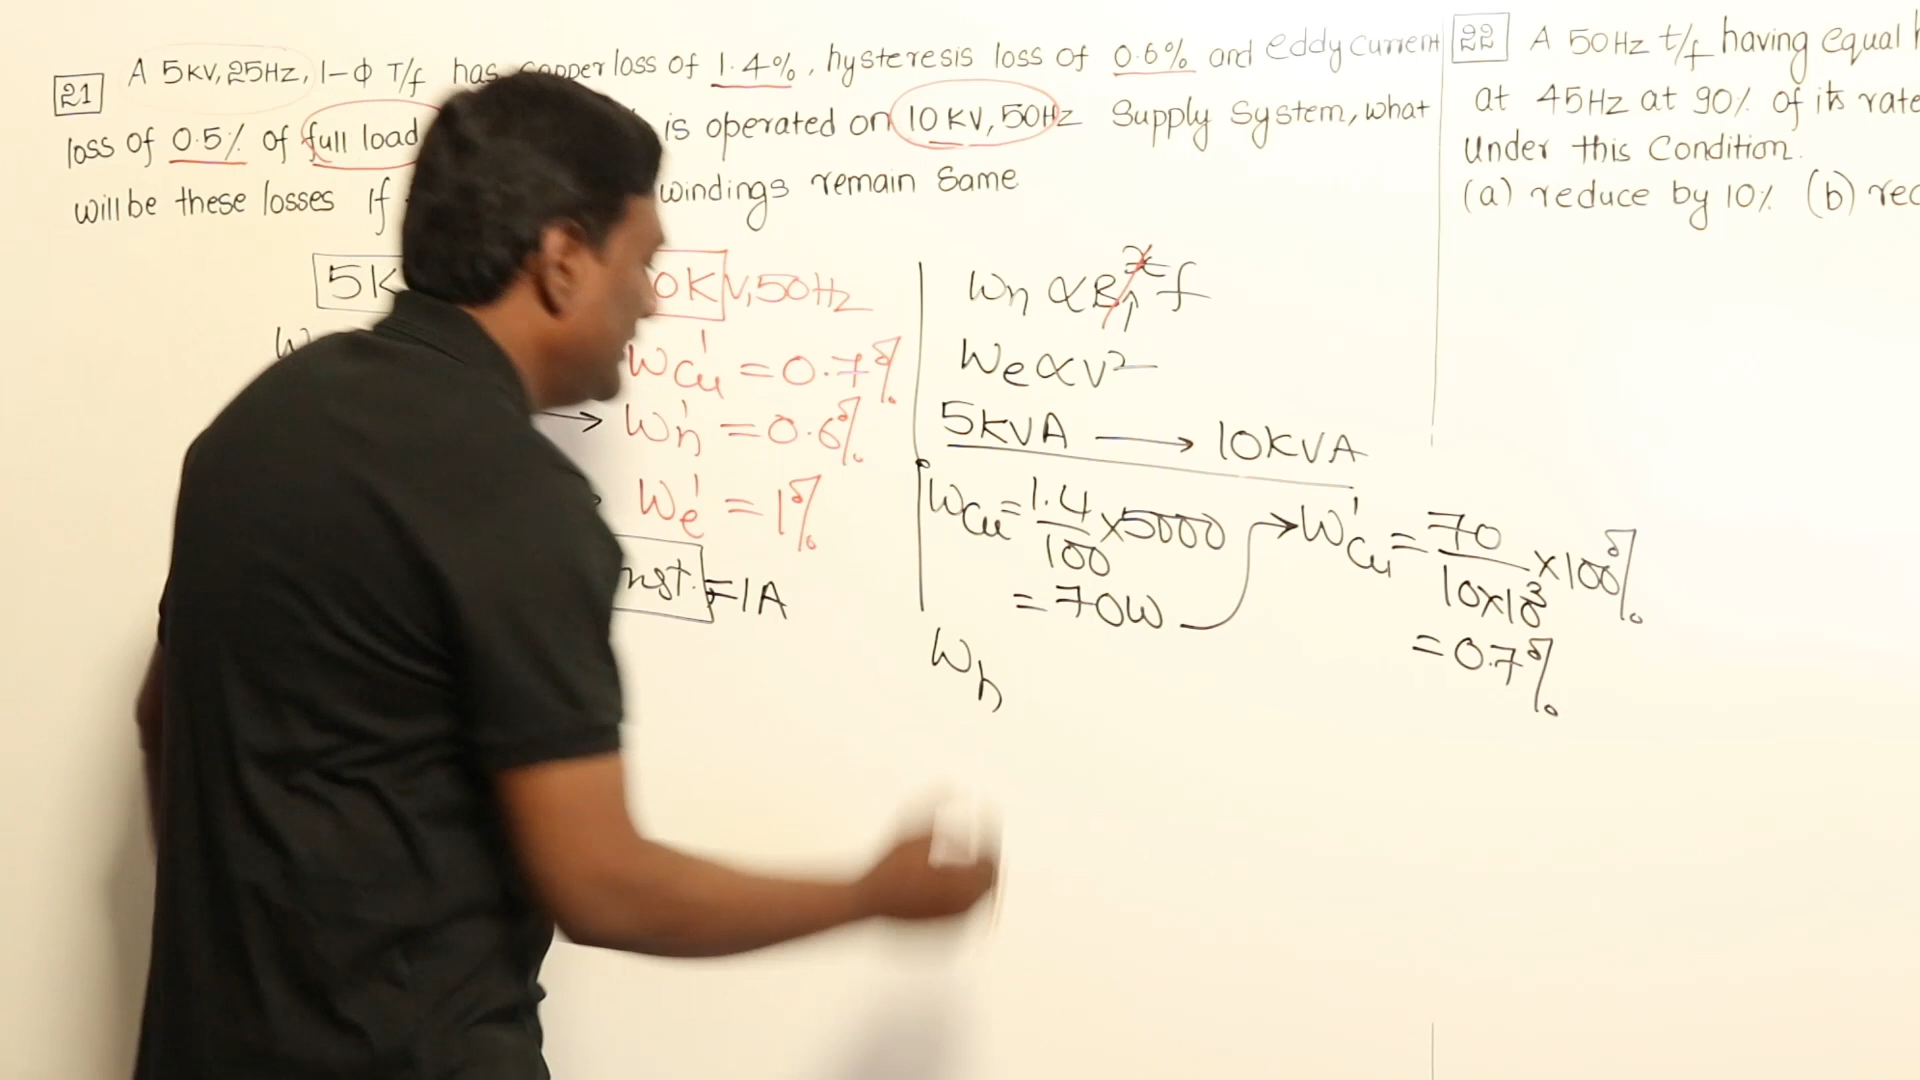 21 A 5KV, 25Hz, 1-Φ T/f has copper loss of 1.4%, hysteresis loss of 0.6% and eddy current
loss of 0.5% of full load is operated on 10 KV, 50Hz Supply System, what
will be these losses If windings remain Same
5K 0KV, 50Hz
W
Wcu' = 0.7%
→ Wh' = 0.6%
We' = 1%
nst. = 1A
Wh ∝ B^x f
We ∝ V²
5KVA → 10KVA
Wcu = 1.4/100 × 5000
= 70W
→ W'cu = 70/10×10³ × 100%
= 0.7%
Wh
22 A 50Hz t/f having equal h
at 45Hz at 90% of its rate
Under this Condition.
(a) reduce by 10% (b) rec